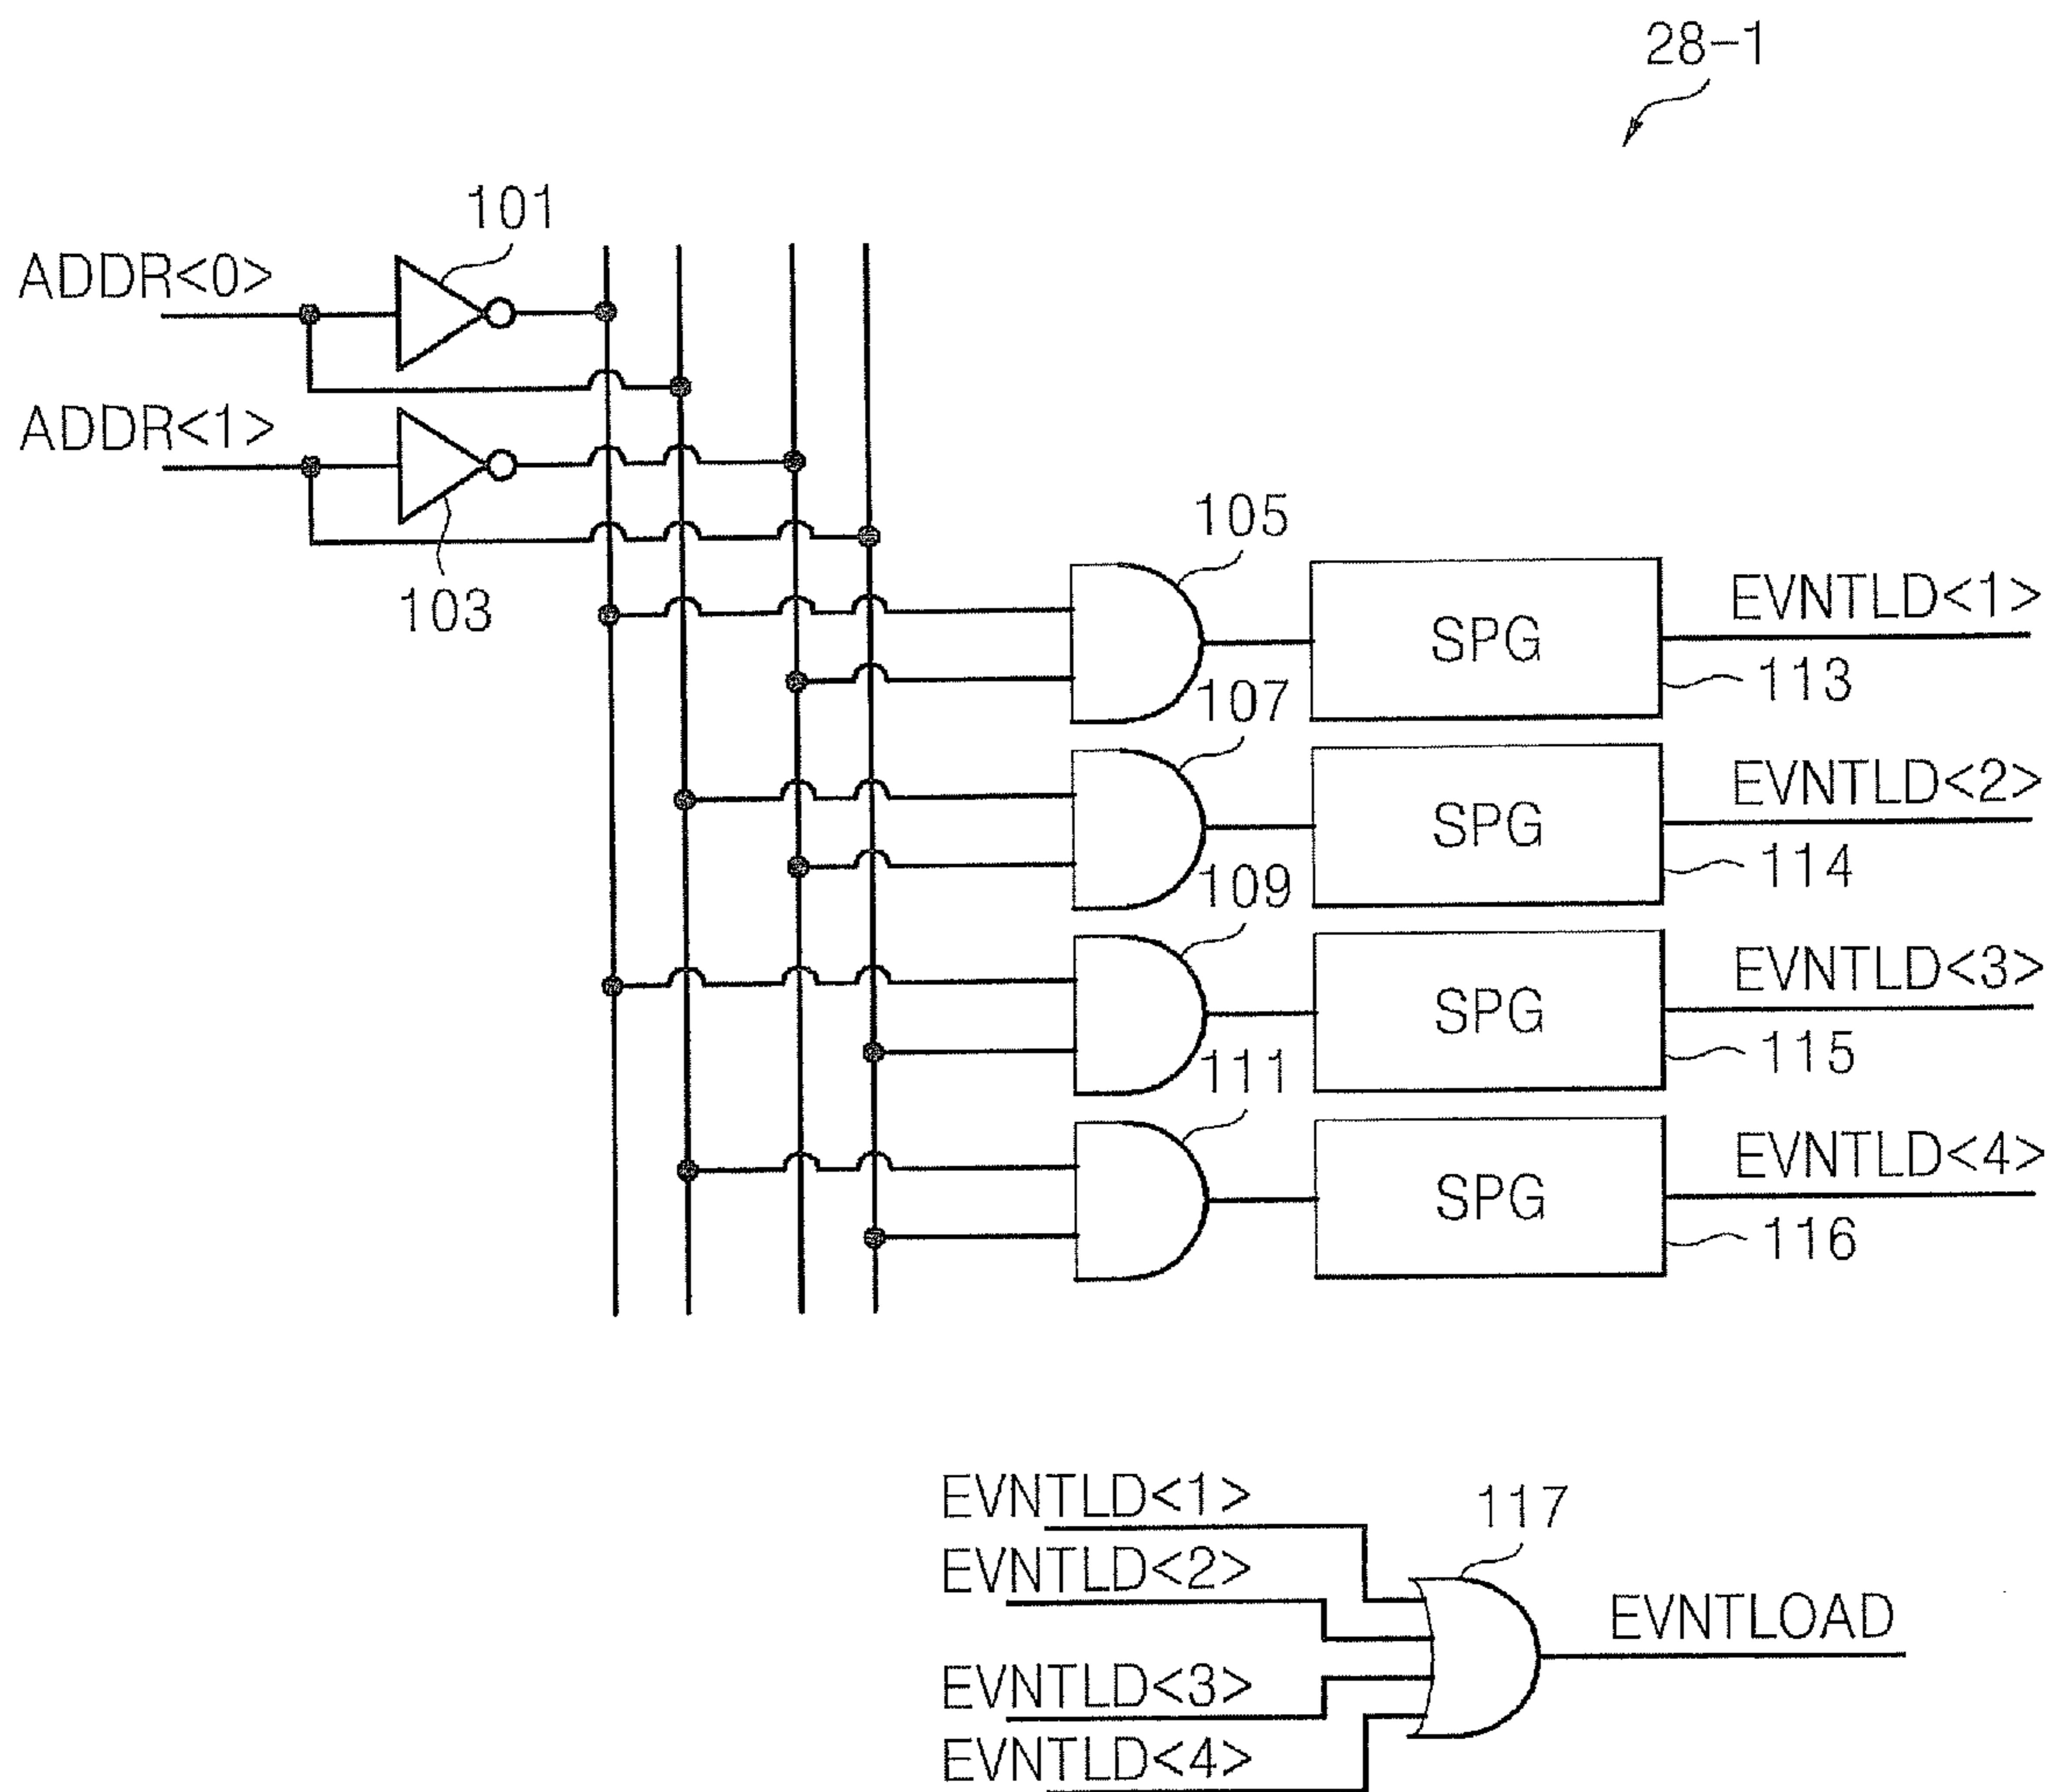 28-1
101
ADDR<0>
ADDR<1>
103
105
SPG
EVNTLD<1>
113
107
SPG
EVNTLD<2>
114
109
SPG
EVNTLD<3>
115
111
SPG
EVNTLD<4>
116
EVNTLD<1>
117
EVNTLD<2>
EVNTLOAD
EVNTLD<3>
EVNTLD<4>